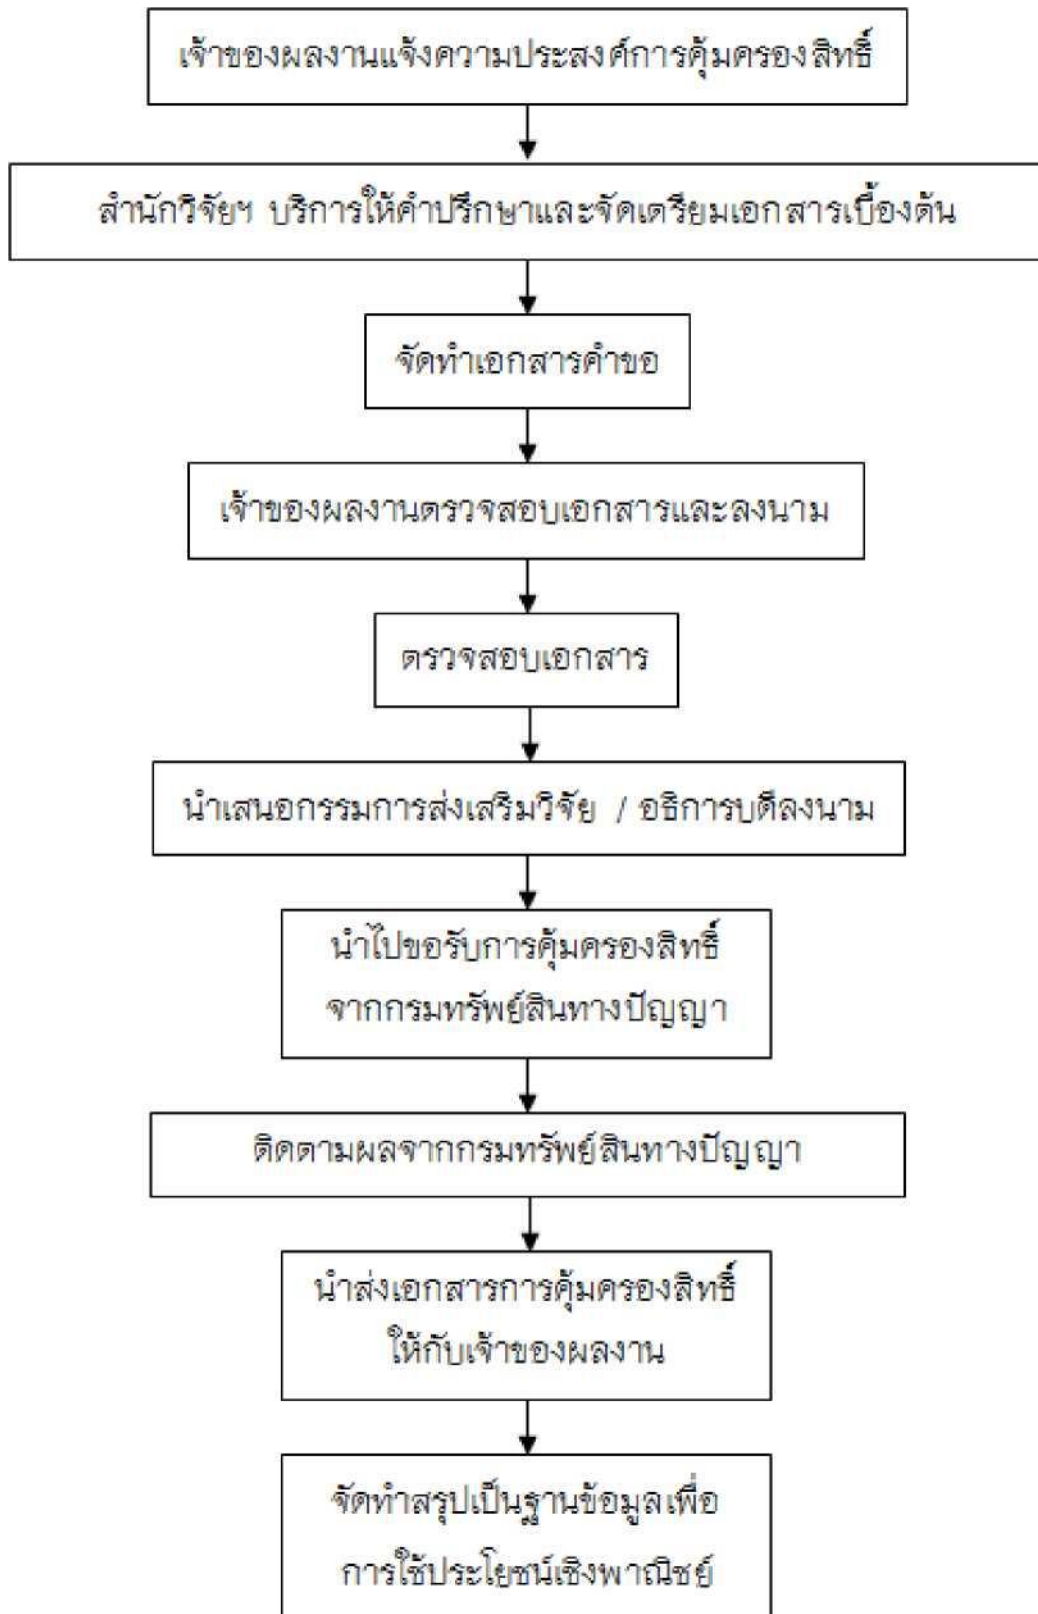 เจ้าของผลงานแจ้งความประสงค์การคุ้มครองสิทธิ์
สำนักวิจัยฯ บริการให้คำปรึกษาและจัดเตรียมเอกสารเบื้องต้น
จัดทำเอกสารคำขอ
เจ้าของผลงานตรวจสอบเอกสารและลงนาม
ตรวจสอบเอกสาร
นำเสนอกรรมการส่งเสริมวิจัย / อธิการบดีลงนาม
นำไปขอรับการคุ้มครองสิทธิ์
จากกรมทรัพย์สินทางปัญญา
ติดตามผลจากกรมทรัพย์สินทางปัญญา
นำส่งเอกสารการคุ้มครองสิทธิ์
ให้กับเจ้าของผลงาน
จัดทำสรุปเป็นฐานข้อมูลเพื่อ
การใช้ประโยชน์เชิงพาณิชย์